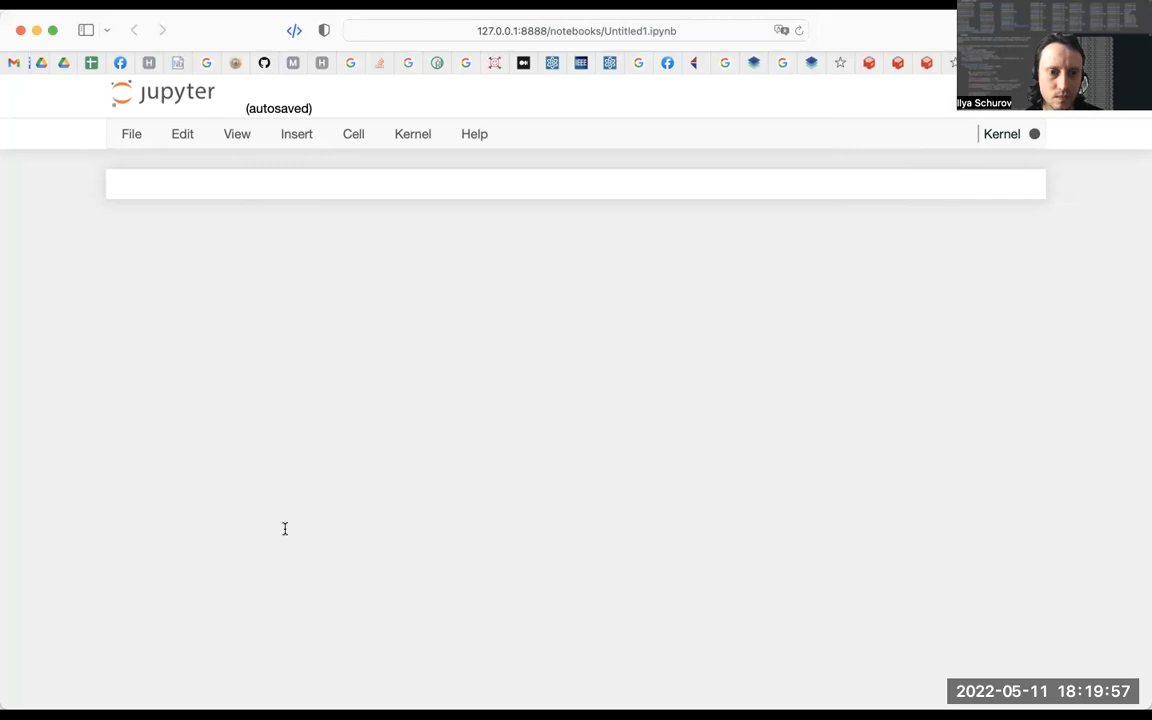 127.0.0.1:8888/notebooks/Untitled1.ipynb
jupyter
(autosaved)
File Edit View Insert Cell Kernel Help
Kernel
Ilya Schurov
2022-05-11 18:19:57